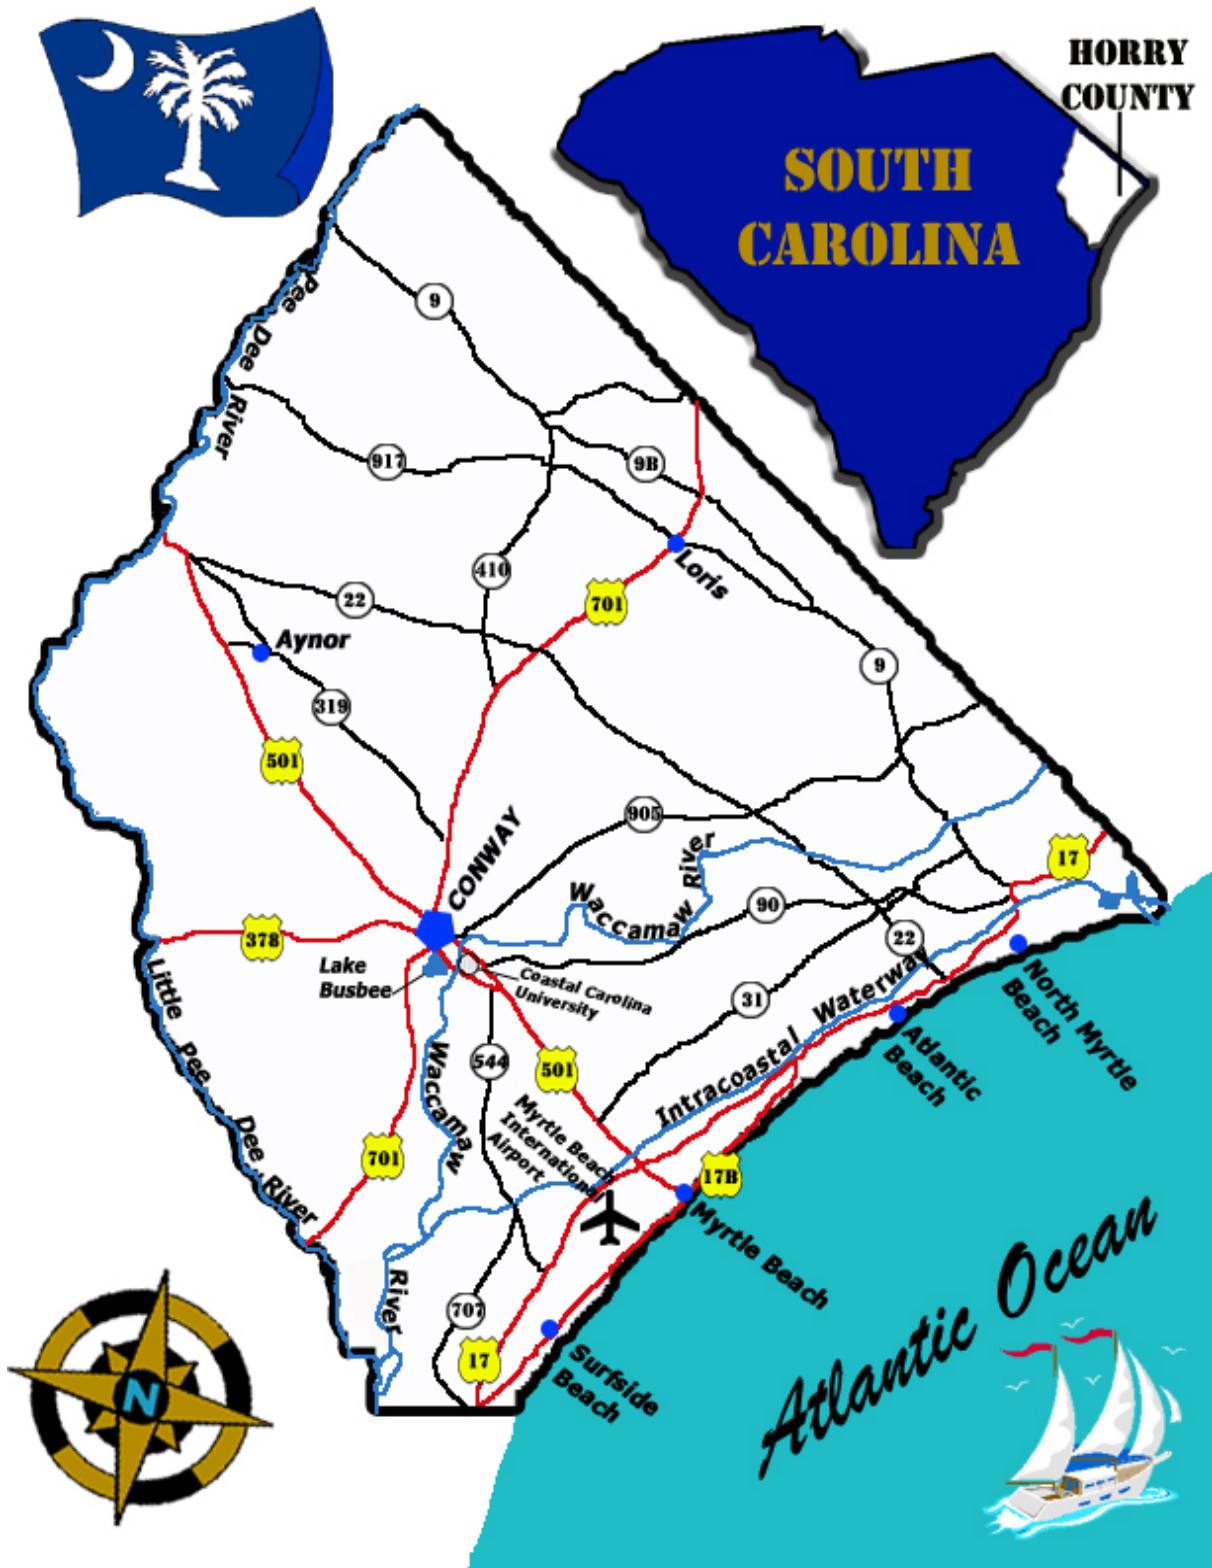 HORRY
COUNTY
SOUTH
CAROLINA
Pee Dee River
9
917
9B
410
Loris
701
22
Aynor
319
9
501
905
CONWAY
Waccamaw River
17
90
378
Lake
Busbee
Coastal Carolina
University
22
Little Pee Dee River
31
Intracoastal Waterway
North Myrtle
Beach
Atlantic
Beach
544
501
Waccamaw River
Myrtle Beach
International
Airport
701
17B
Myrtle Beach
707
17
Surfside
Beach
Atlantic Ocean
N